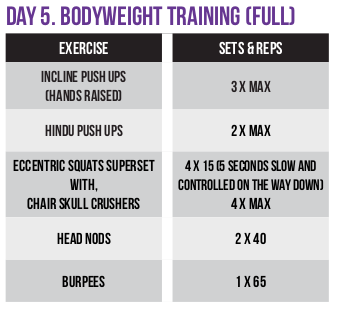 DAY 5. BODYWEIGHT TRAINING (FULL)
EXERCISE
SETS & REPS
INCLINE PUSH UPS
(HANDS RAISED)
3 X MAX
HINDU PUSH UPS
2 X MAX
ECCENTRIC SQUATS SUPERSET
WITH,
CHAIR SKULL CRUSHERS
4 X 15 (5 SECONDS SLOW AND
CONTROLLED ON THE WAY DOWN)
4 X MAX
HEAD NODS
2 X 40
BURPEES
1 X 65